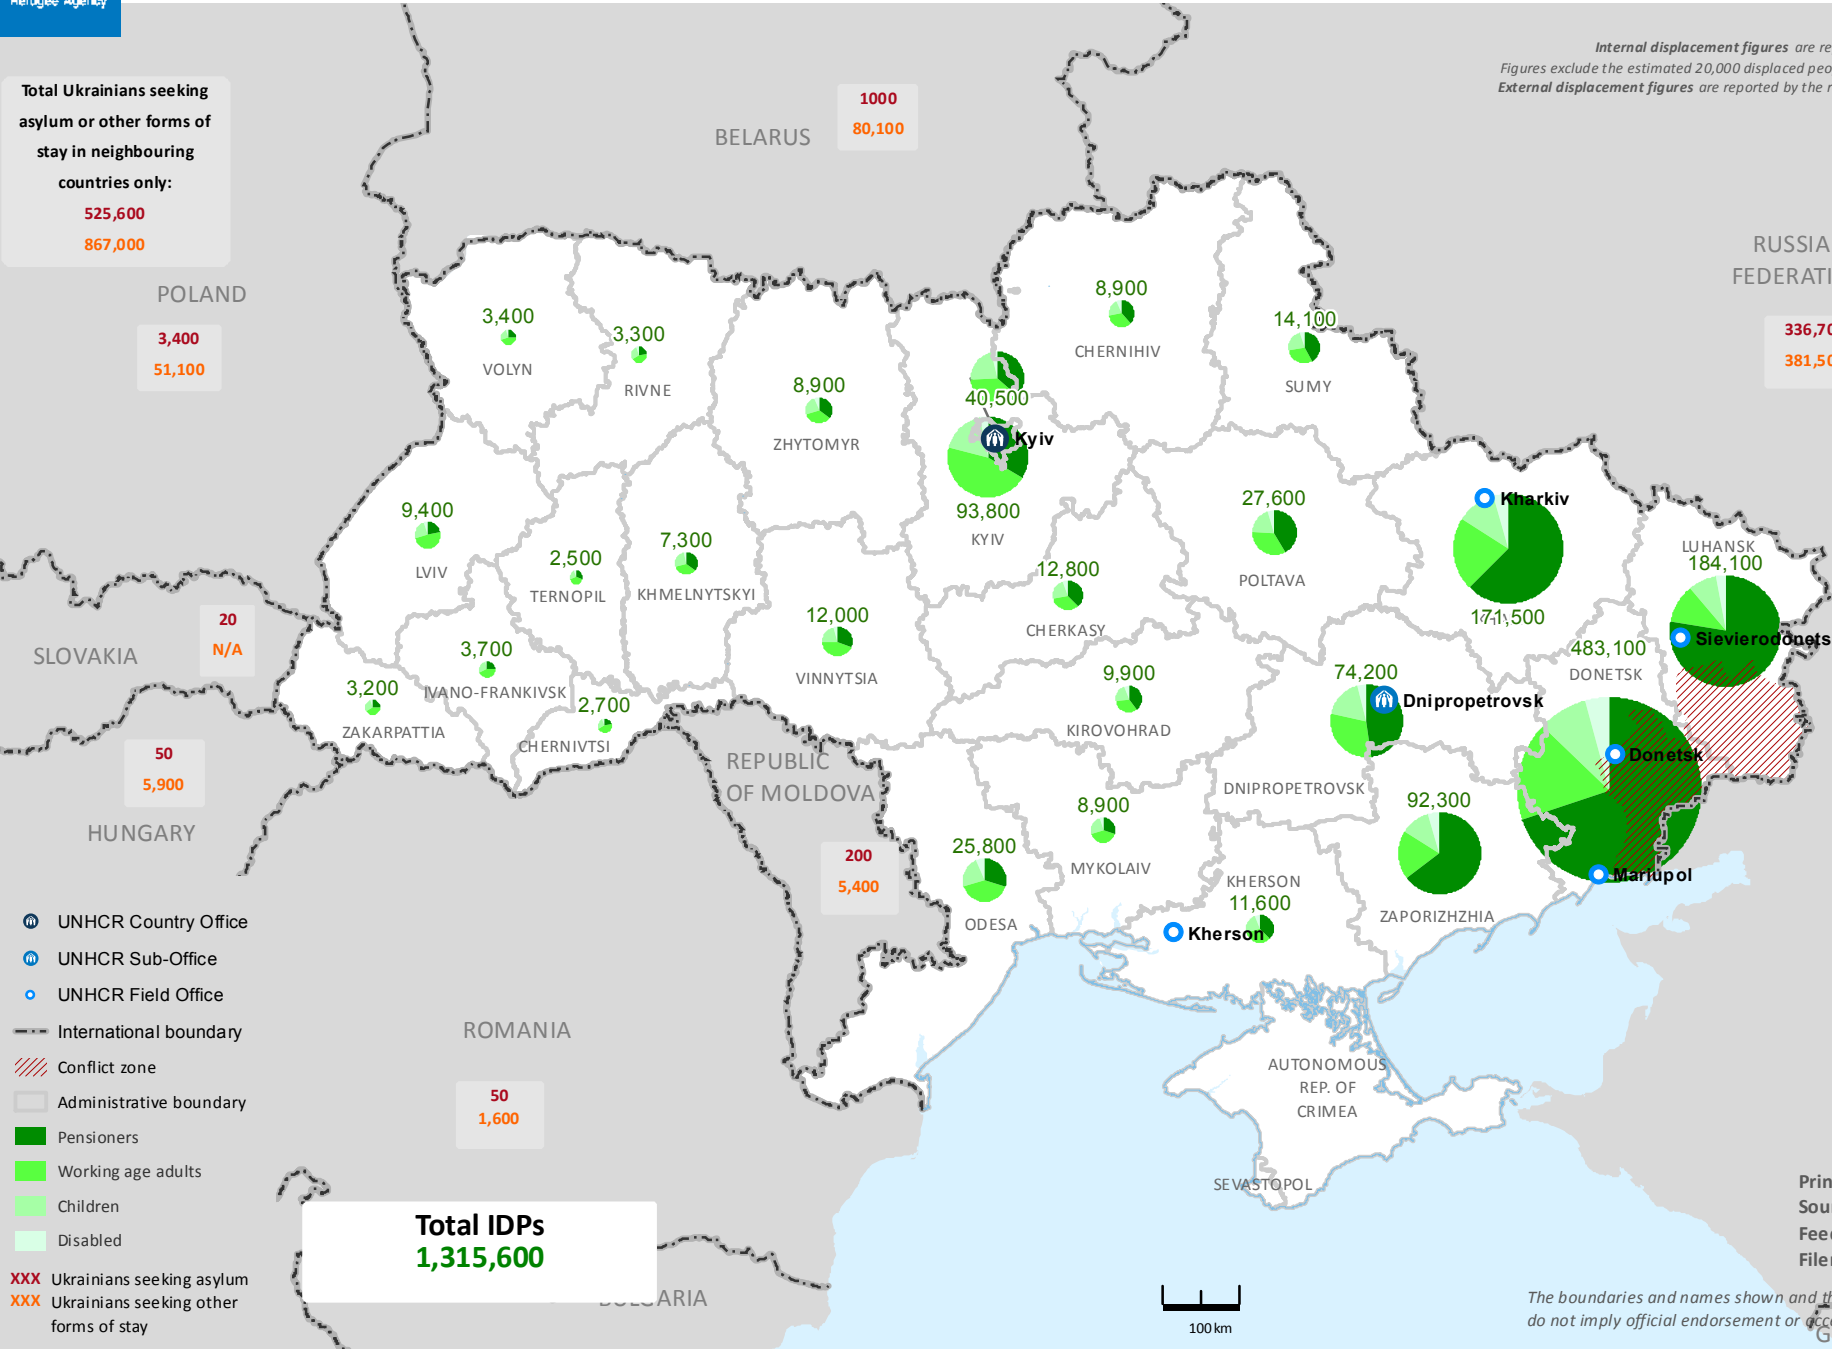 Refugee Agency
Internal displacement figures are re
Figures exclude the estimated 20,000 displaced peo
External displacement figures are reported by the r
Total Ukrainians seeking
asylum or other forms of
stay in neighbouring
countries only:
525,600
867,000
BELARUS
1000
80,100
RUSSIA
FEDERATI
336,70
381,50
POLAND
3,400
51,100
3,400
VOLYN
3,300
RIVNE
8,900
ZHYTOMYR
8,900
CHERNIHIV
14,100
SUMY
40,500
Kyiv
93,800
KYIV
9,400
LVIV
2,500
TERNOPIL
7,300
KHMELNYTSKYI
12,000
VINNYTSIA
12,800
CHERKASY
27,600
POLTAVA
Kharkiv
171,500
LUHANSK
184,100
Sievierodonets
483,100
DONETSK
Donetsk
Mariupol
SLOVAKIA
20
N/A
3,200
ZAKARPATTIA
3,700
IVANO-FRANKIVSK
2,700
CHERNIVTSI
9,900
KIROVOHRAD
74,200
Dnipropetrovsk
DNIPROPETROVSK
92,300
ZAPORIZHZHIA
50
5,900
HUNGARY
REPUBLIC
OF MOLDOVA
200
5,400
25,800
ODESA
8,900
MYKOLAIV
KHERSON
11,600
Kherson
ROMANIA
50
1,600
AUTONOMOUS
REP. OF
CRIMEA
SEVASTOPOL
UNHCR Country Office
UNHCR Sub-Office
UNHCR Field Office
International boundary
Conflict zone
Administrative boundary
Pensioners
Working age adults
Children
Disabled
XXX Ukrainians seeking asylum
XXX Ukrainians seeking other
forms of stay
Total IDPs
1,315,600
BULGARIA
100 km
Prin
Sou
Fee
File
The boundaries and names shown and th
do not imply official endorsement or acce
G